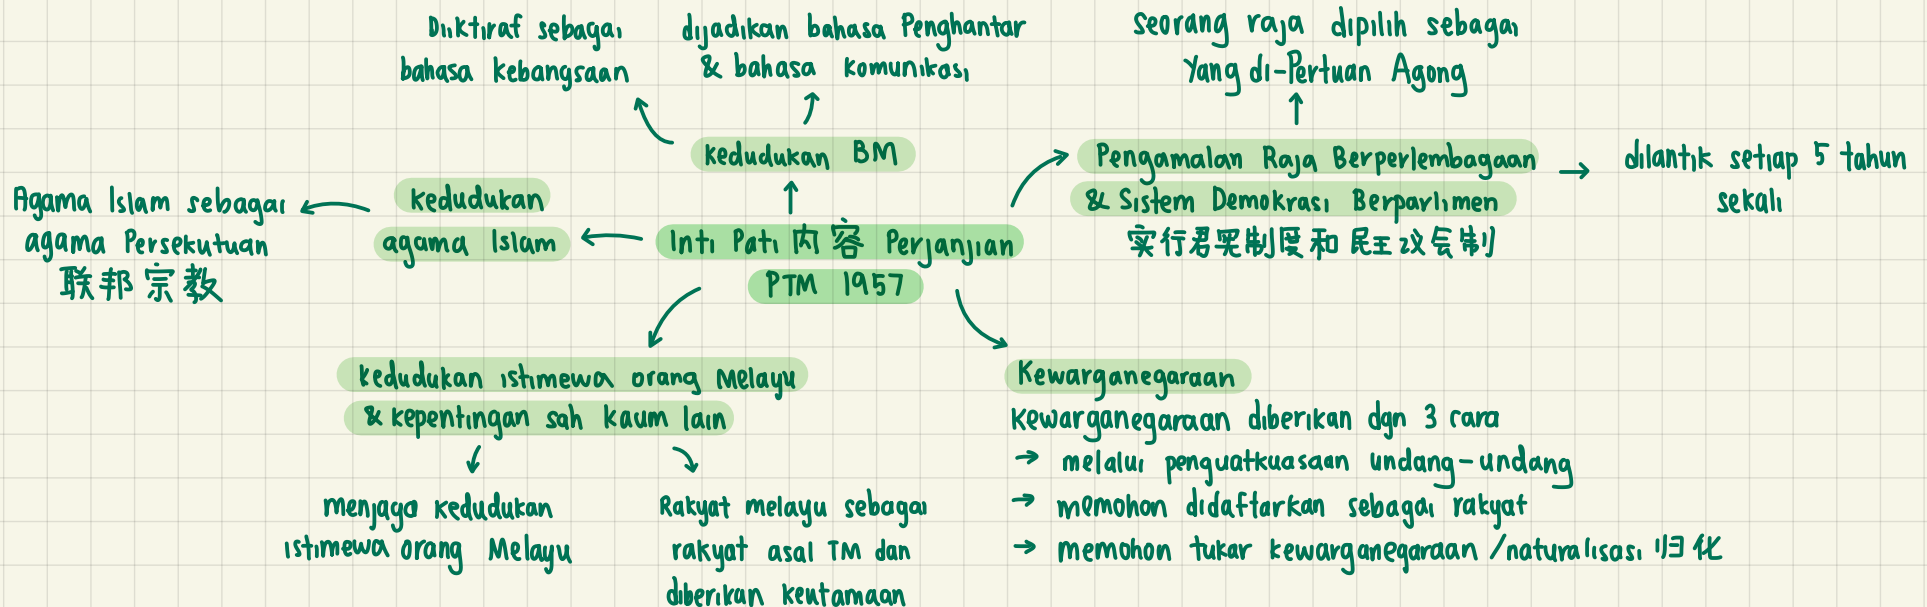 Diiktiraf sebagai
bahasa kebangsaan
dijadikan bahasa Penghantar
& bahasa komunikasi
Seorang raja dipilih sebagai
Yang di-Pertuan Agong
kedudukan BM
Pengamalan Raja Berperlembagaan
& Sistem Demokrasi Berparlimen
实行君宪制度和民主议会制
dilantik setiap 5 tahun
sekali
kedudukan
agama Islam
Agama Islam sebagai
agama Persekutuan
联邦宗教
Inti Pati 内容 Perjanjian
PTM 1957
kedudukan istimewa orang Melayu
& kepentingan sah kaum lain
menjaga kedudukan
istimewa orang Melayu
Rakyat melayu sebagai
rakyat asal TM dan
diberikan keutamaan
Kewarganegaraan
Kewarganegaraan diberikan dgn 3 cara
→ melalui penguatkuasaan undang-undang
→ memohon didaftarkan sebagai rakyat
→ memohon tukar kewarganegaraan /naturalisasi 归化